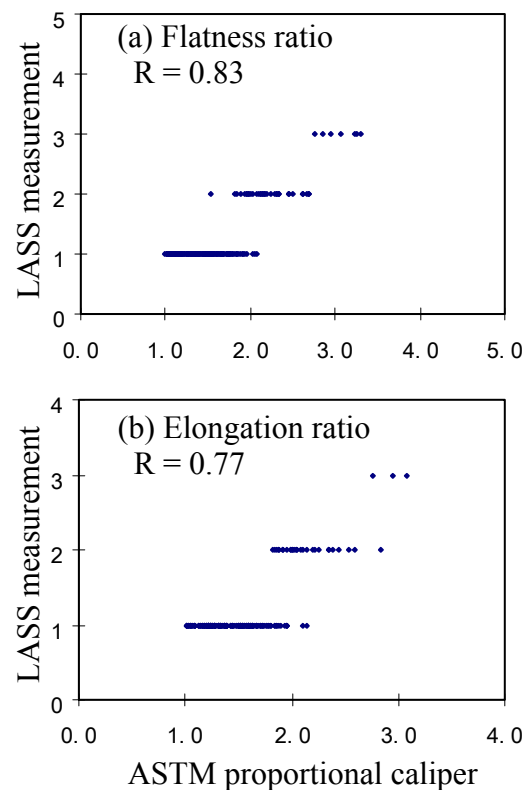 (a) Flatness ratio
R = 0.83
LASS measurement
5
4
3
2
1
0
0.0 1.0 2.0 3.0 4.0 5.0
(b) Elongation ratio
R = 0.77
LASS measurement
4
3
2
1
0
0.0 1.0 2.0 3.0 4.0
ASTM proportional caliper